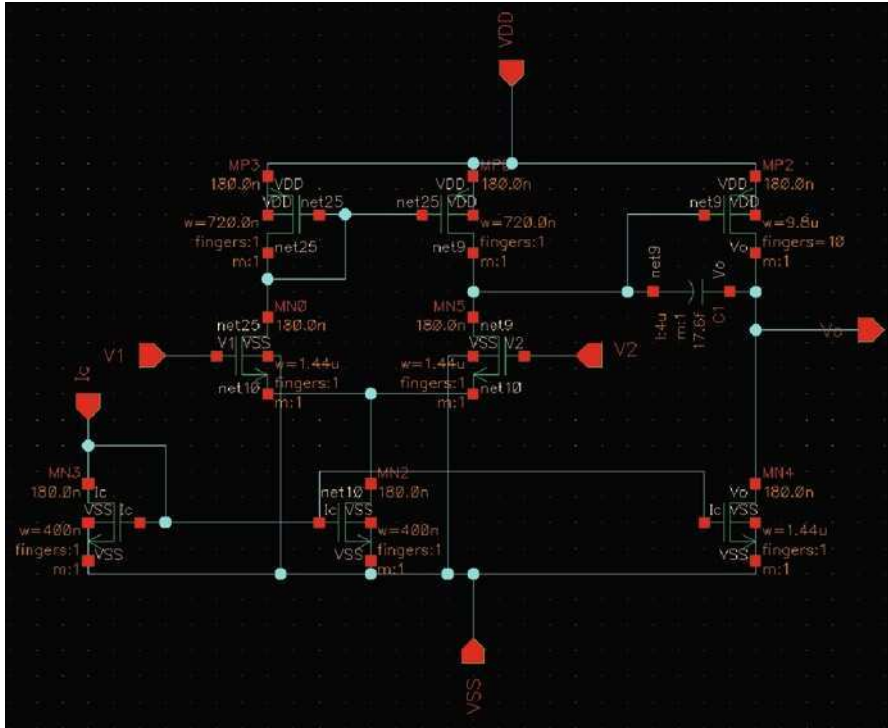 VDD
MP3
180.0n
VDD
VDD
net25
w=720.0n
fingers:1
net25
m:1
180.0n
VDD
net25
VDD
w=720.0n
fingers:1
net9
m:1
MP2
180.0n
VDD
net9
VDD
w=9.8u
fingers=10
Vo
m:1
net9
Vo
l:4u
m:1
17.6f
C1
MN0
net25
180.0n
V1
VSS
w=1.44u
fingers:1
net10
m:1
V1
MN5
180.0n
net9
VSS
V2
w=1.44u
fingers:1
net10
m:1
V2
Vo
Ic
MN3
180.0n
Ic
VSS
Ic
w=400n
fingers:1
VSS
m:1
MN2
net10
180.0n
Ic
VSS
w=400n
fingers:1
VSS
m:1
MN4
Vo
180.0n
Ic
VSS
w=1.44u
fingers:1
VSS
m:1
VSS